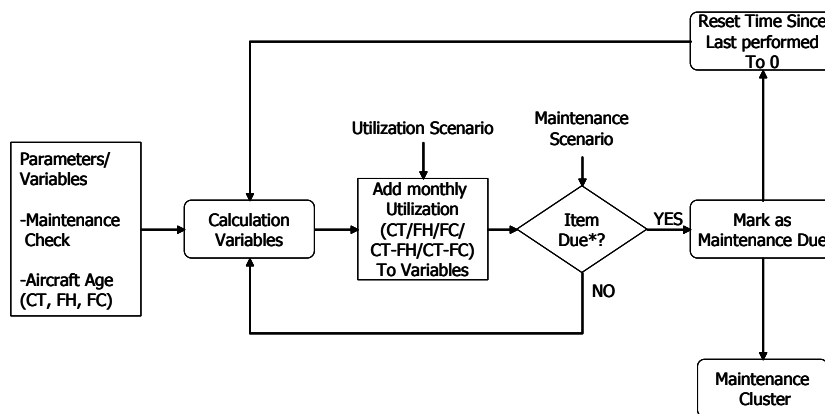 Reset Time Since
Last performed
To 0
Utilization Scenario
Maintenance
Scenario
Parameters/
Variables
-Maintenance
Check
-Aircraft Age
(CT, FH, FC)
Calculation
Variables
Add monthly
Utilization
(CT/FH/FC/
CT-FH/CT-FC)
To Variables
Item
Due*?
YES
NO
Mark as
Maintenance Due
Maintenance
Cluster